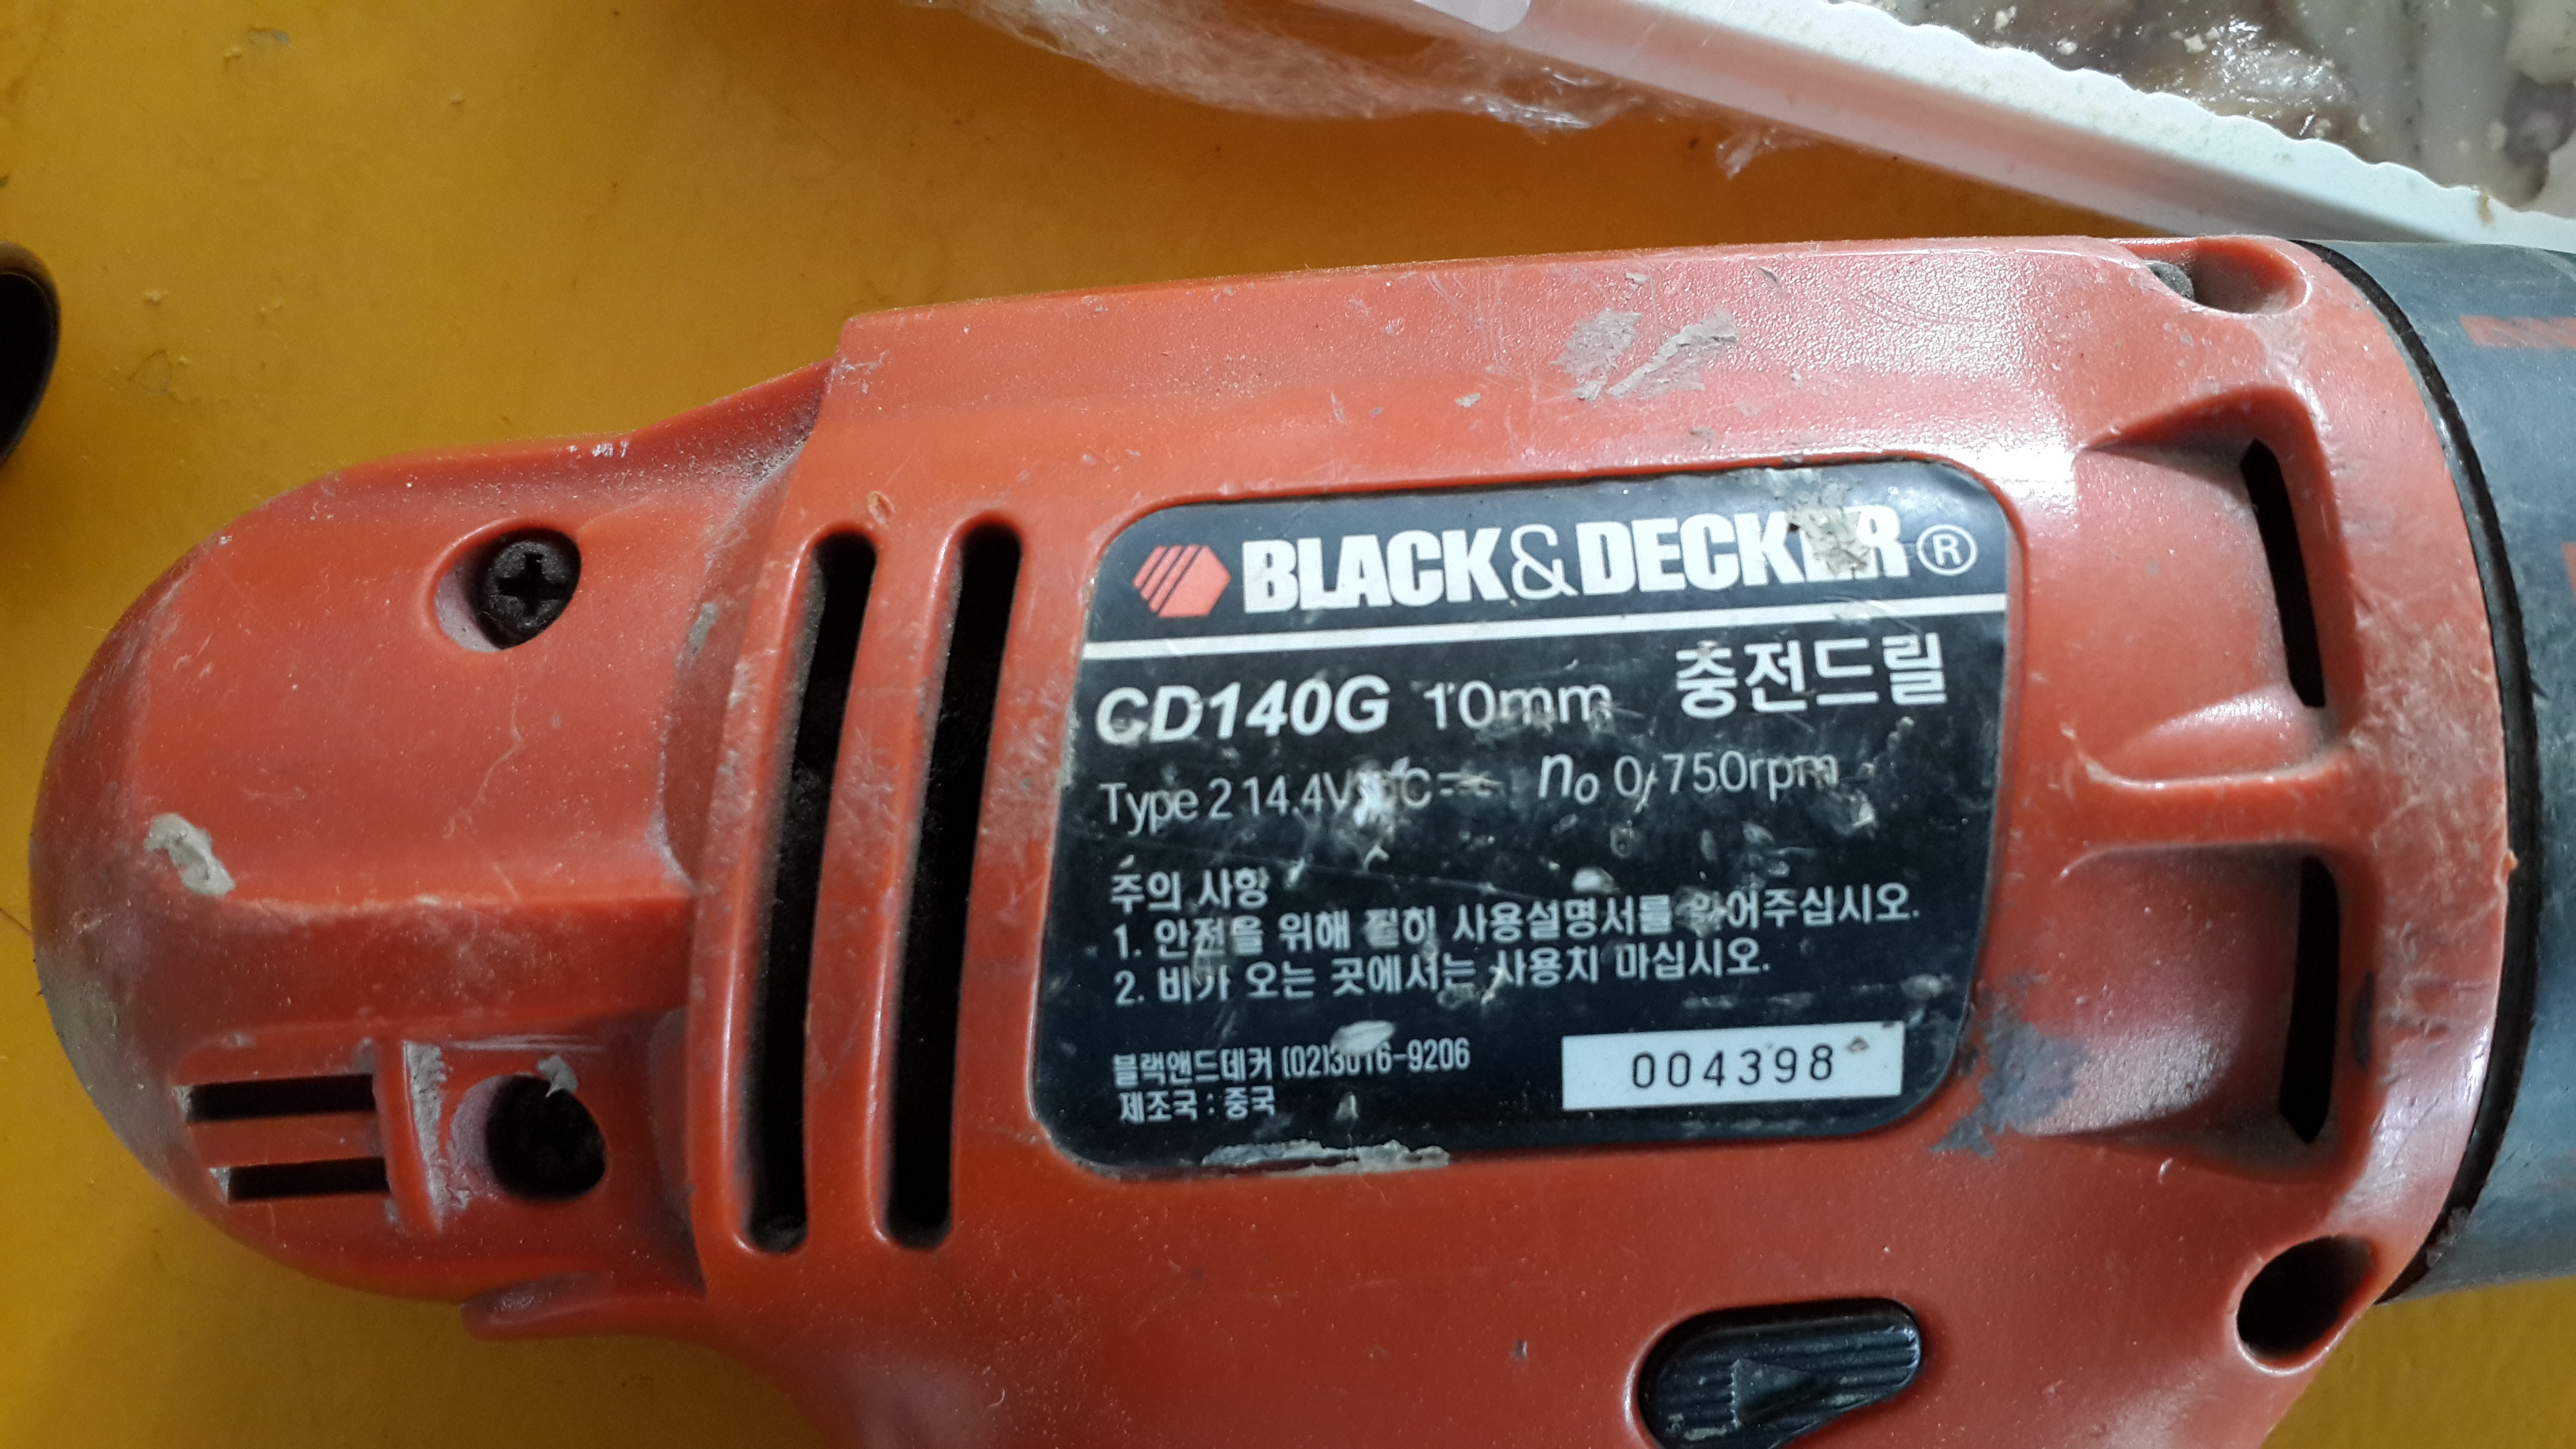 BLACK&DECKER®
CD140G 10mm 충전드릴
Type 2 14.4V DC n₀ 0/750rpm
주의 사항
1. 안전을 위해 필히 사용설명서를 읽어주십시오.
2. 비가 오는 곳에서는 사용치 마십시오.
블랙앤드데커 (02)3016-9206
제조국 : 중국
004398